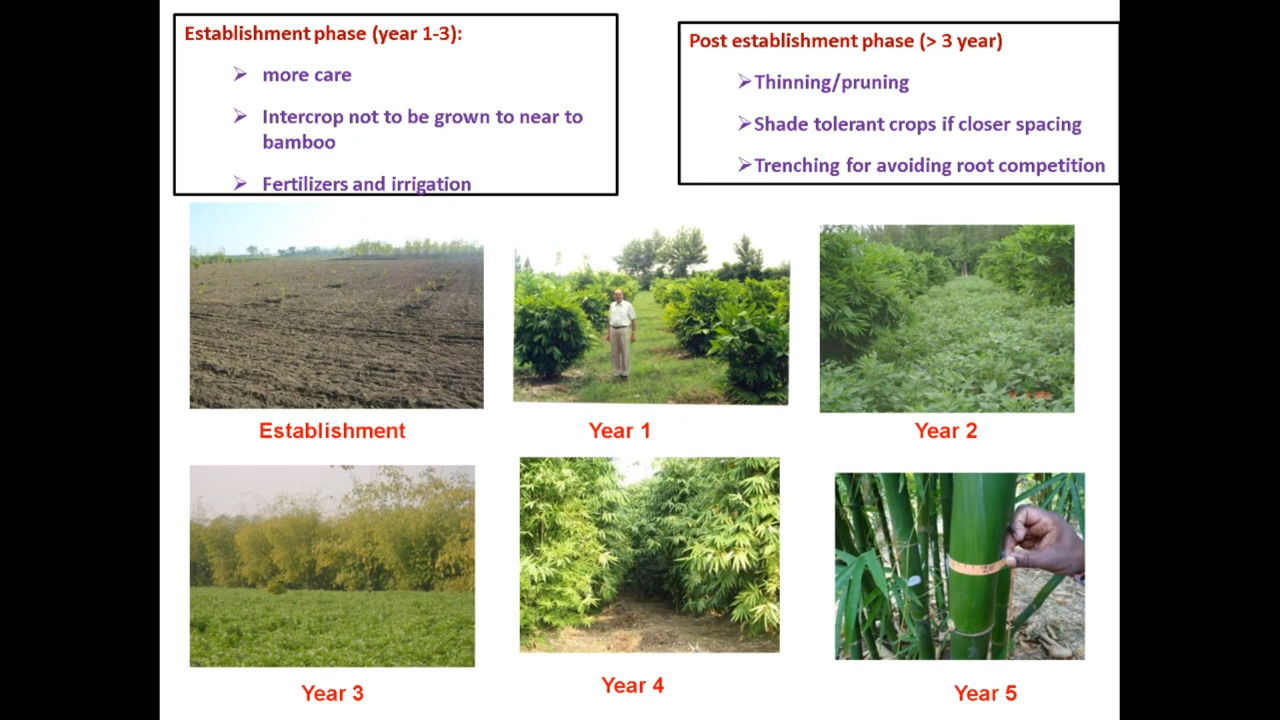 Establishment phase (year 1-3):
more care
Intercrop not to be grown to near to
bamboo
Fertilizers and irrigation
Post establishment phase (> 3 year)
Thinning/pruning
Shade tolerant crops if closer spacing
Trenching for avoiding root competition
Establishment
Year 1
Year 2
Year 3
Year 4
Year 5